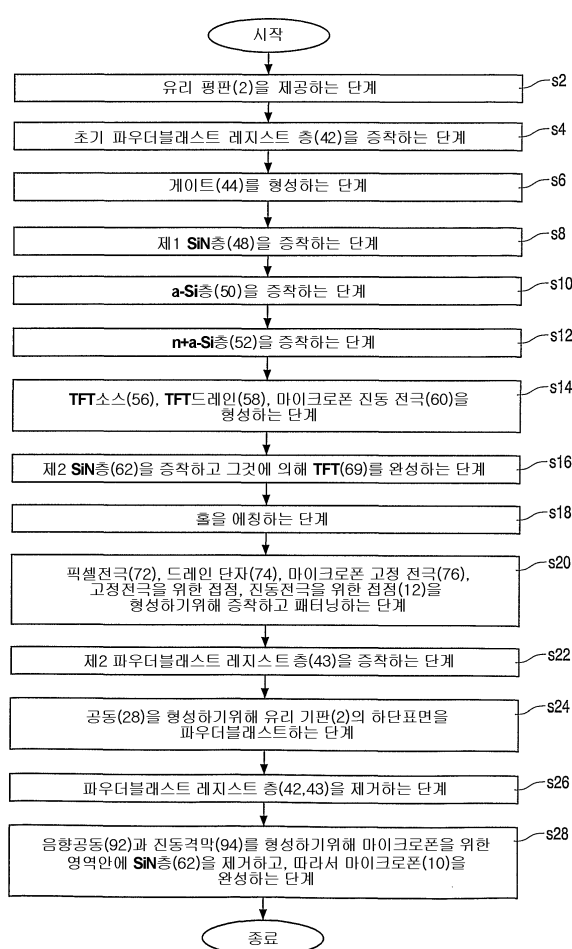 시작
유리 평판(2)을 제공하는 단계
s2
초기 파우더블래스트 레지스트 층(42)을 증착하는 단계
s4
게이트(44)를 형성하는 단계
s6
제1 SiN층(48)을 증착하는 단계
s8
a-Si층(50)을 증착하는 단계
s10
n+a-Si층(52)을 증착하는 단계
s12
TFT소스(56), TFT드레인(58), 마이크로폰 진동 전극(60)을
형성하는 단계
s14
제2 SiN층(62)을 증착하고 그것에 의해 TFT(69)를 완성하는 단계
s16
홀을 에칭하는 단계
s18
픽셀전극(72), 드레인 단자(74), 마이크로폰 고정 전극(76),
고정전극을 위한 접점, 진동전극을 위한 접점(12)을
형성하기위해 증착하고 패터닝하는 단계
s20
제2 파우더블래스트 레지스트층(43)을 증착하는 단계
s22
공동(28)을 형성하기위해 유리 기판(2)의 하단표면을
파우더블래스트하는 단계
s24
파우더블래스트 레지스트 층(42,43)을 제거하는 단계
s26
음향공동(92)과 진동격막(94)를 형성하기위해 마이크로폰을 위한
영역안에 SiN층(62)을 제거하고, 따라서 마이크로폰(10)을
완성하는 단계
s28
종료